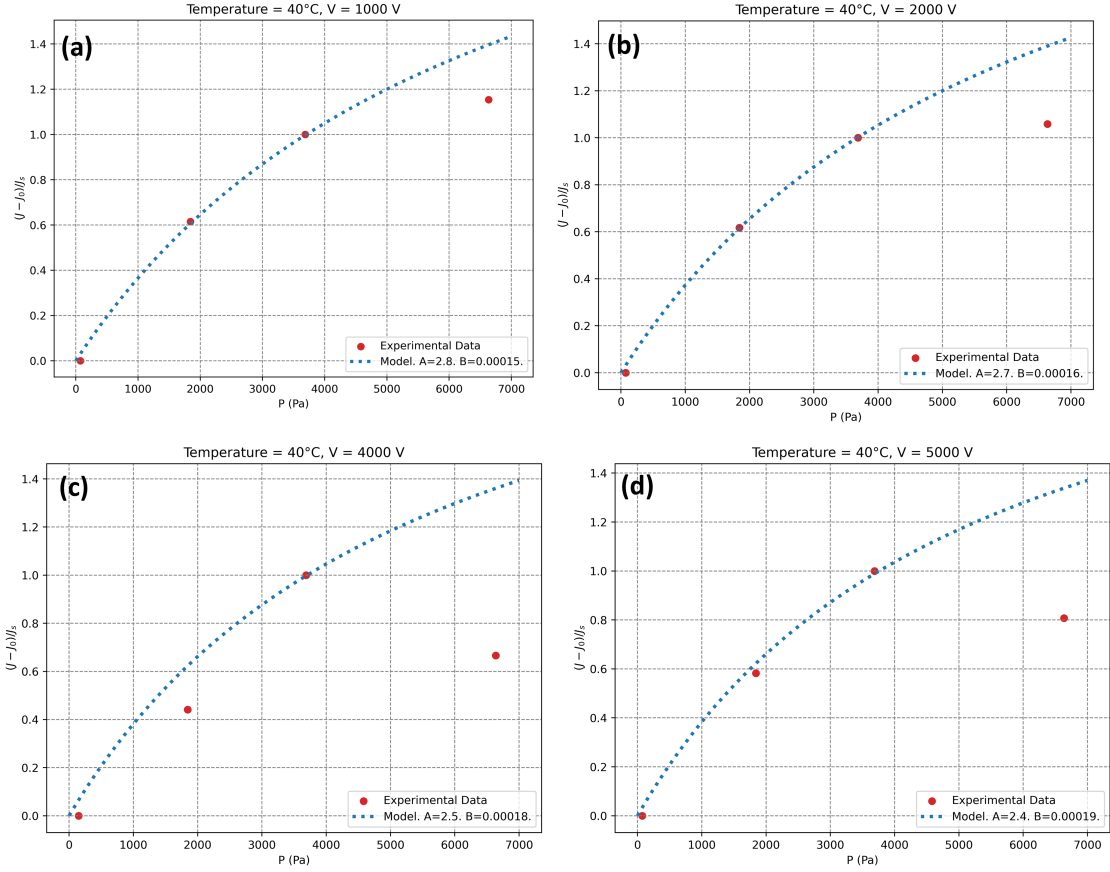 Temperature = 40°C, V = 1000 V
(a)
1.4
1.2
1.0
0.8
0.6
0.4
0.2
0.0
(J − J₀)/Jₛ
Experimental Data
Model. A=2.8. B=0.00015.
0 1000 2000 3000 4000 5000 6000 7000
P (Pa)
Temperature = 40°C, V = 2000 V
(b)
1.4
1.2
1.0
0.8
0.6
0.4
0.2
0.0
(J − J₀)/Jₛ
Experimental Data
Model. A=2.7. B=0.00016.
0 1000 2000 3000 4000 5000 6000 7000
P (Pa)
Temperature = 40°C, V = 4000 V
(c)
1.4
1.2
1.0
0.8
0.6
0.4
0.2
0.0
(J − J₀)/Jₛ
Experimental Data
Model. A=2.5. B=0.00018.
0 1000 2000 3000 4000 5000 6000 7000
P (Pa)
Temperature = 40°C, V = 5000 V
(d)
1.4
1.2
1.0
0.8
0.6
0.4
0.2
0.0
(J − J₀)/Jₛ
Experimental Data
Model. A=2.4. B=0.00019.
0 1000 2000 3000 4000 5000 6000 7000
P (Pa)